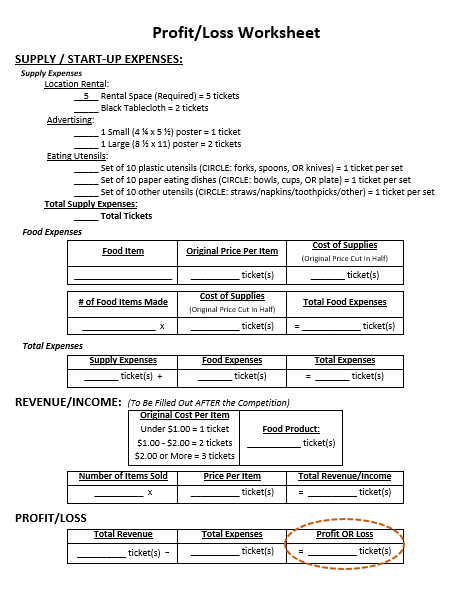 Profit/Loss Worksheet
SUPPLY / START-UP EXPENSES:
Supply Expenses
Location Rental:
__5__ Rental Space (Required) = 5 tickets
_____ Black Tablecloth = 2 tickets
Advertising:
_____ 1 Small (4 ¼ x 5 ½) poster = 1 ticket
_____ 1 Large (8 ½ x 11) poster = 2 tickets
Eating Utensils:
_____ Set of 10 plastic utensils (CIRCLE: forks, spoons, OR knives) = 1 ticket per set
_____ Set of 10 paper eating dishes (CIRCLE: bowls, cups, OR plate) = 1 ticket per set
_____ Set of 10 other utensils (CIRCLE: straws/napkins/toothpicks/other) = 1 ticket per set
Total Supply Expenses:
_____ Total Tickets
Food Expenses
Food Item Original Price Per Item Cost of Supplies
(Original Price Cut In Half)
____________________ __________ ticket(s) _______ ticket(s)
# of Food Items Made Cost of Supplies Total Food Expenses
(Original Price Cut In Half)
_______________ x __________ ticket(s) = __________ ticket(s)
Total Expenses
Supply Expenses Food Expenses Total Expenses
_______ ticket(s) + ________ ticket(s) = _______ ticket(s)
REVENUE/INCOME: (To Be Filled Out AFTER the Competition)
Original Cost Per Item
Under $1.00 = 1 ticket
$1.00 - $2.00 = 2 tickets
$2.00 or More = 3 tickets
Food Product:
___________ ticket(s)
Number of Items Sold Price Per Item Total Revenue/Income
__________ x __________ ticket(s) = __________ ticket(s)
PROFIT/LOSS
Total Revenue Total Expenses Profit OR Loss
__________ ticket(s) – __________ ticket(s) = __________ ticket(s)